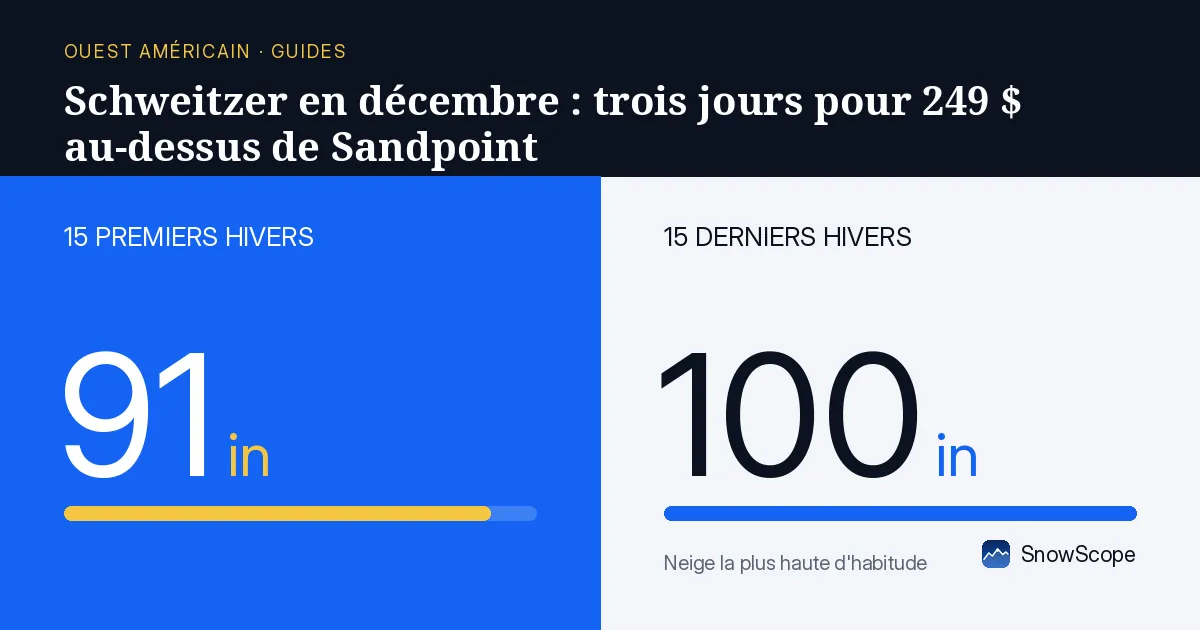 OUEST AMÉRICAIN · GUIDES
Schweitzer en décembre : trois jours pour 249 $
au-dessus de Sandpoint
15 PREMIERS HIVERS
91 in
15 DERNIERS HIVERS
100 in
Neige la plus haute d'habitude
SnowScope